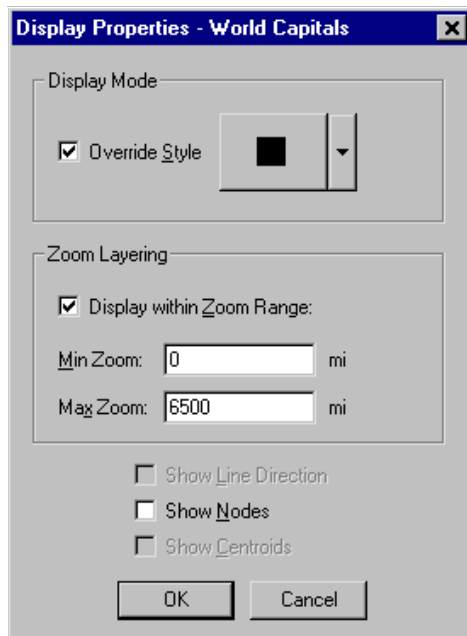 Display Properties - World Capitals
Display Mode
Override Style
Zoom Layering
Display within Zoom Range:
Min Zoom: 0 mi
Max Zoom: 6500 mi
Show Line Direction
Show Nodes
Show Centroids
OK Cancel